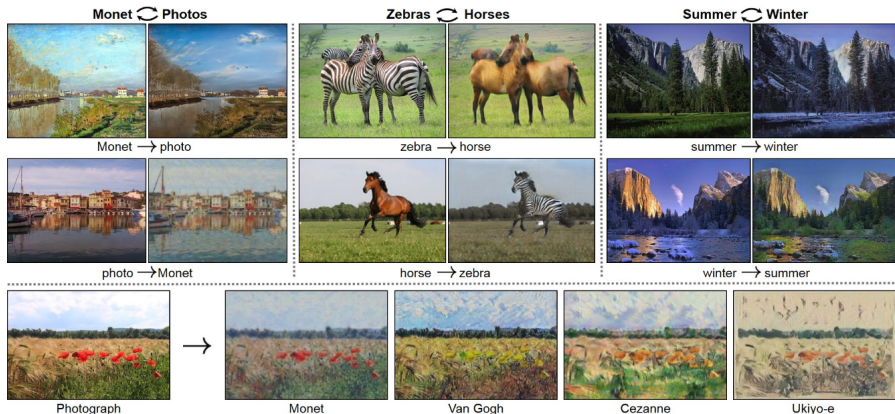 Monet Photos
Zebras Horses
Summer Winter
Monet → photo
zebra → horse
summer → winter
photo → Monet
horse → zebra
winter → summer
Photograph
Monet
Van Gogh
Cezanne
Ukiyo-e